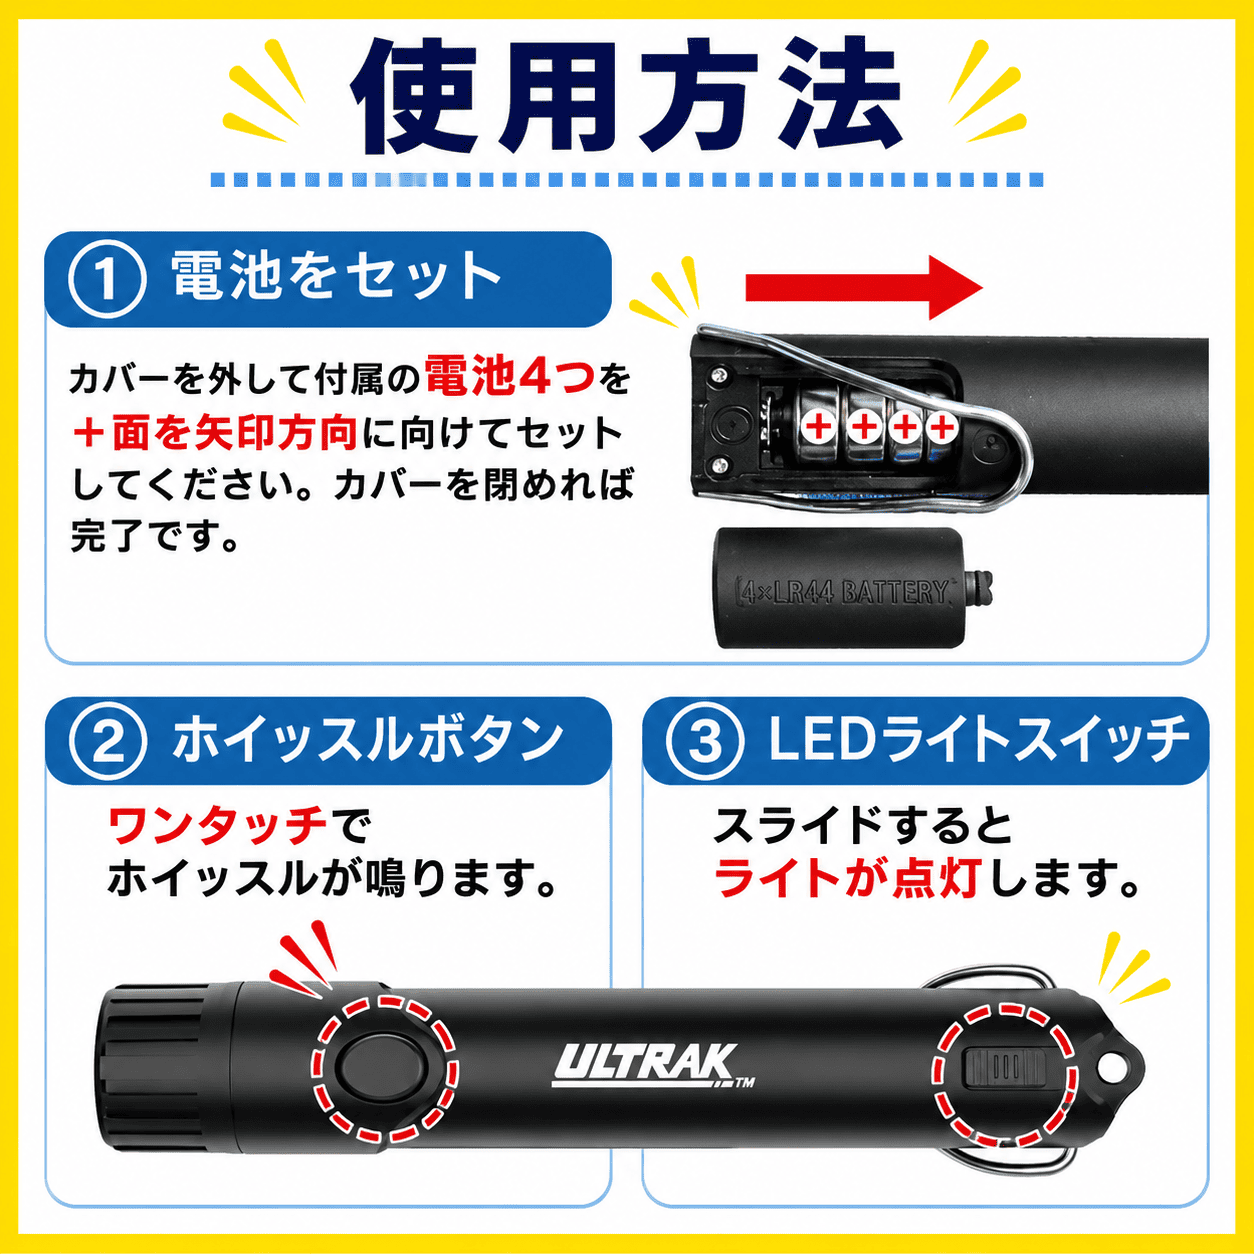 使用方法
① 電池をセット
カバーを外して付属の電池4つを
＋面を矢印方向に向けてセット
してください。カバーを閉めれば
完了です。
4×LR44 BATTERY
② ホイッスルボタン
ワンタッチで
ホイッスルが鳴ります。
③ LEDライトスイッチ
スライドすると
ライトが点灯します。
ULTRAK™